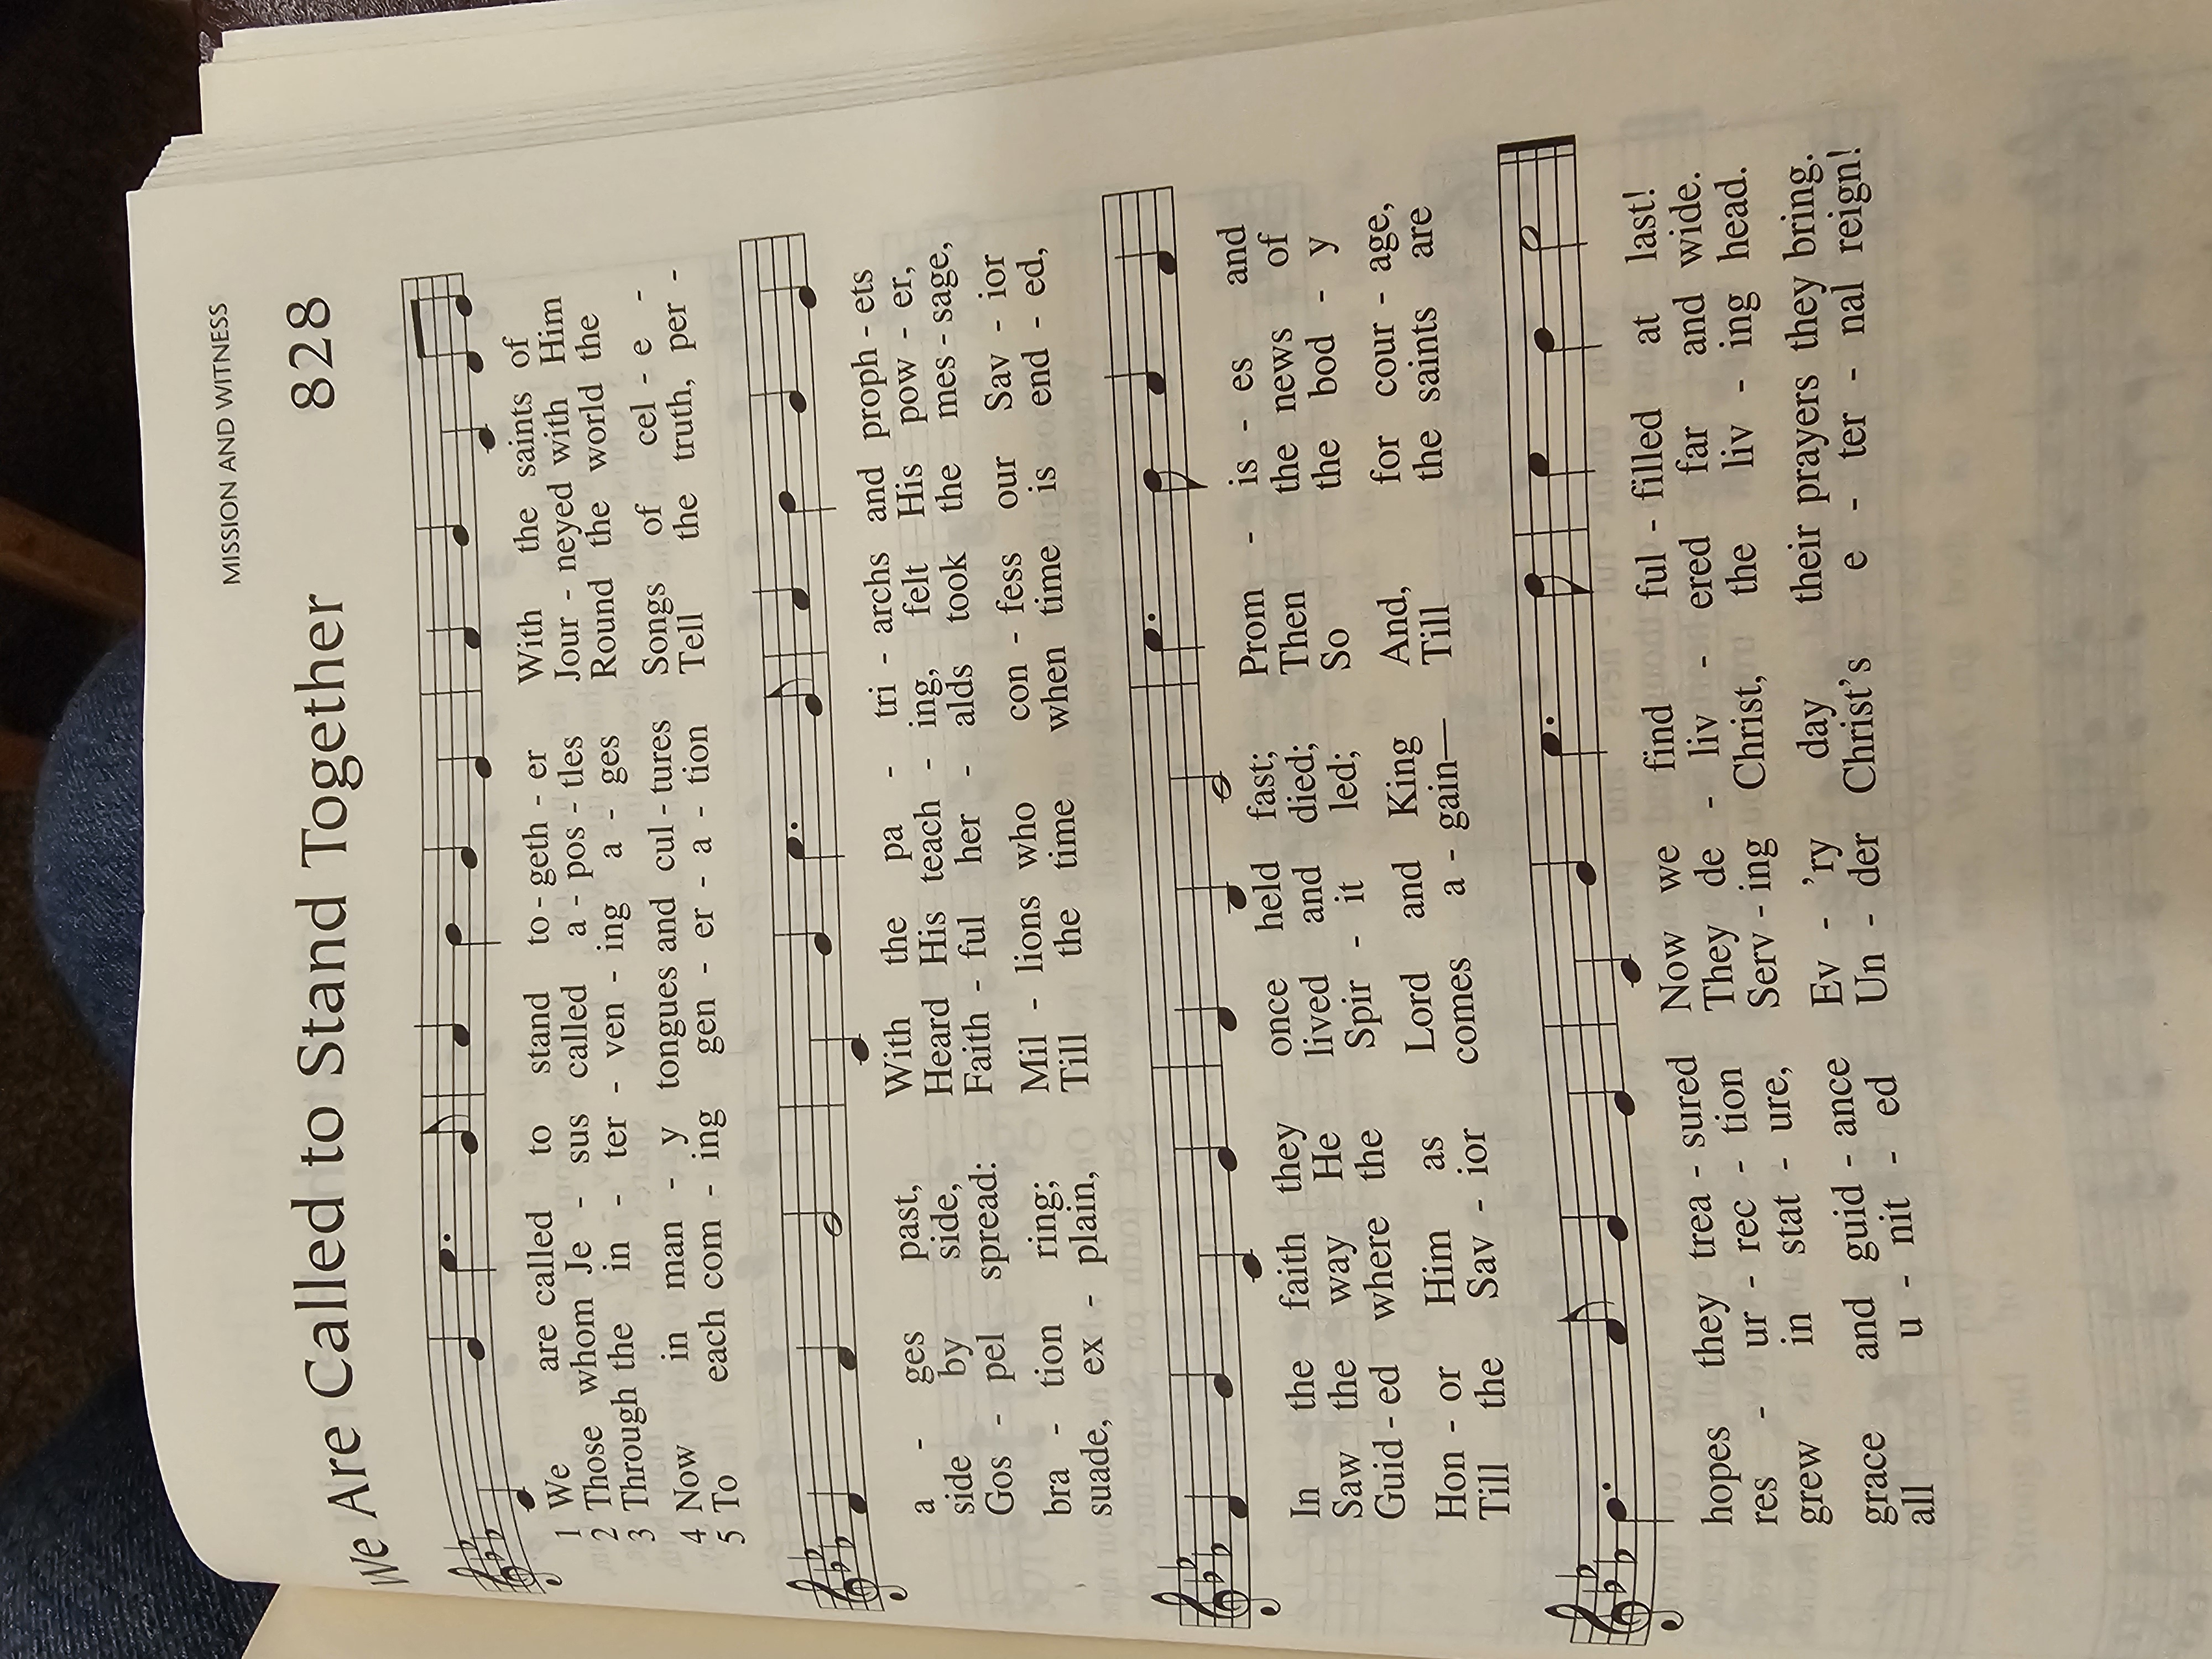 MISSION AND WITNESS
We Are Called to Stand Together 828
1 We are called to stand to - geth - er With the saints of
2 Those whom Je - sus called a - pos - tles Jour - neyed with Him
3 Through the in - ter - ven - ing a - ges Round the world the
4 Now in man - y tongues and cul - tures Songs of cel - e -
5 To each com - ing gen - er - a - tion Tell the truth, per -
a - ges past, With the pa - tri - archs and proph - ets
side by side, Heard His teach - ing, felt His pow - er,
Gos - pel spread: Faith - ful her - alds took the mes - sage,
bra - tion ring; Mil - lions who con - fess our Sav - ior
suade, ex - plain, Till the time when time is end - ed,
In the faith they once held fast; Prom - is - es and
Saw the way He lived and died; Then the news of
Guid - ed where the Spir - it led; So the bod - y
Hon - or Him as Lord and King And, for cour - age,
Till the Sav - ior comes a - gain— Till the saints are
hopes they trea - sured Now we find ful - filled at last!
res - ur - rec - tion They de - liv - ered far and wide.
grew in stat - ure, Serv - ing Christ, the liv - ing head.
grace and guid - ance Ev - 'ry day their prayers they bring.
all u - nit - ed Un - der Christ's e - ter - nal reign!